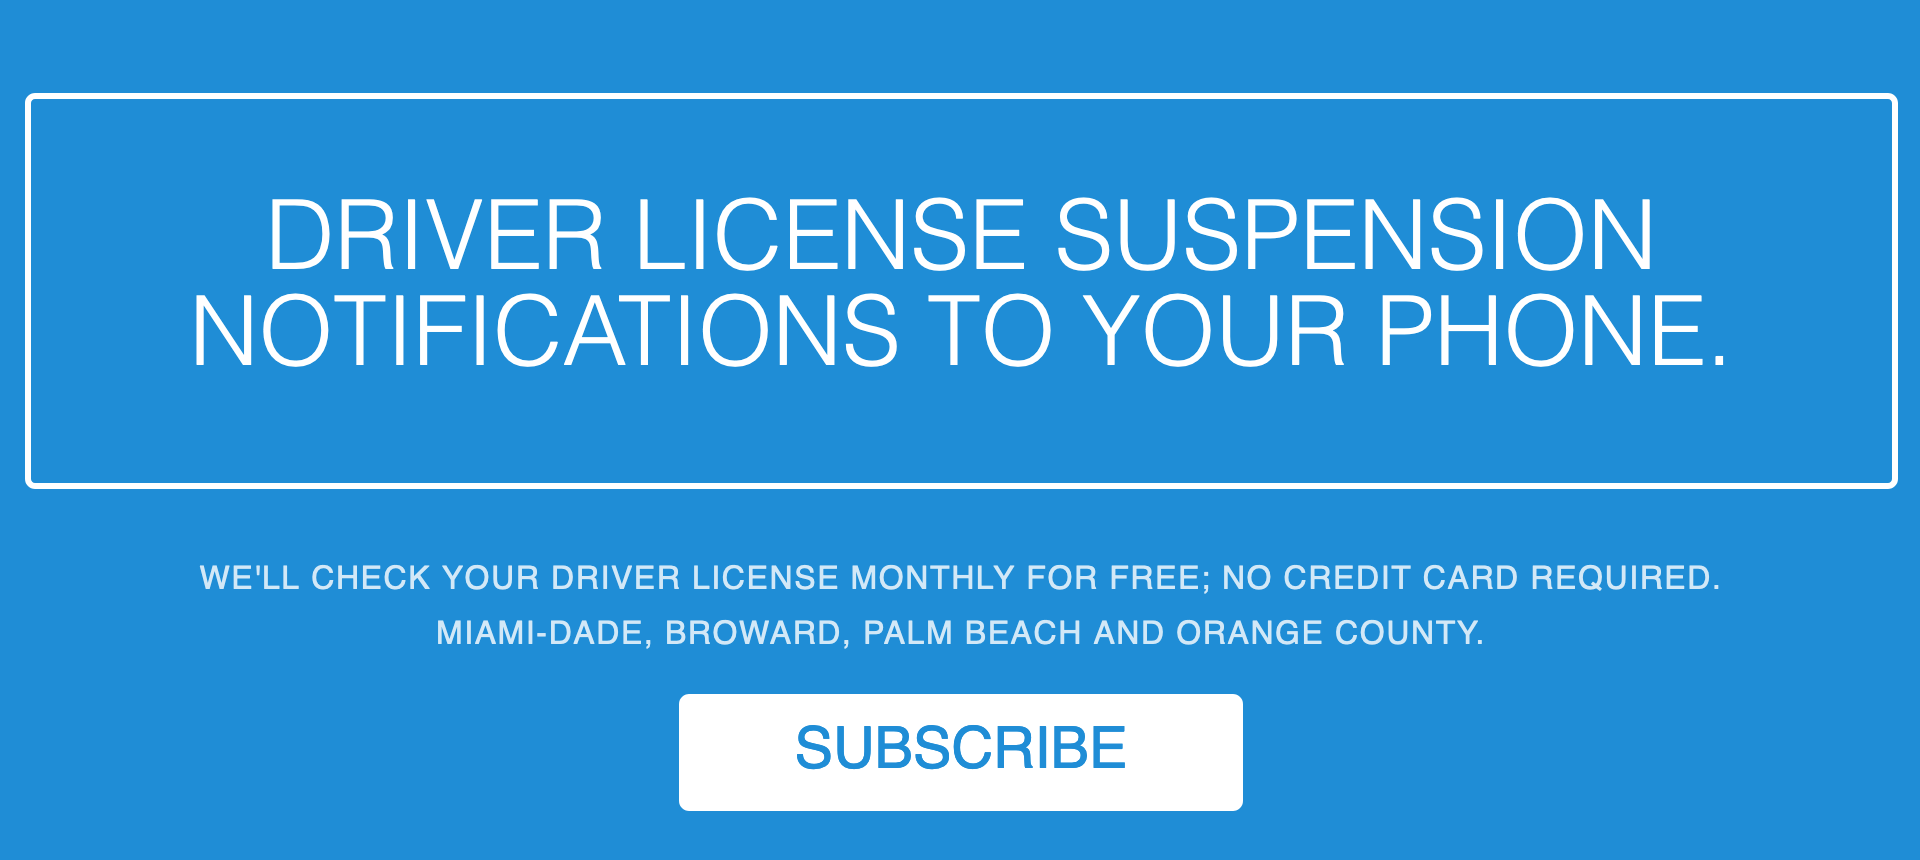 DRIVER LICENSE SUSPENSION
NOTIFICATIONS TO YOUR PHONE.
WE'LL CHECK YOUR DRIVER LICENSE MONTHLY FOR FREE; NO CREDIT CARD REQUIRED.
MIAMI-DADE, BROWARD, PALM BEACH AND ORANGE COUNTY.
SUBSCRIBE